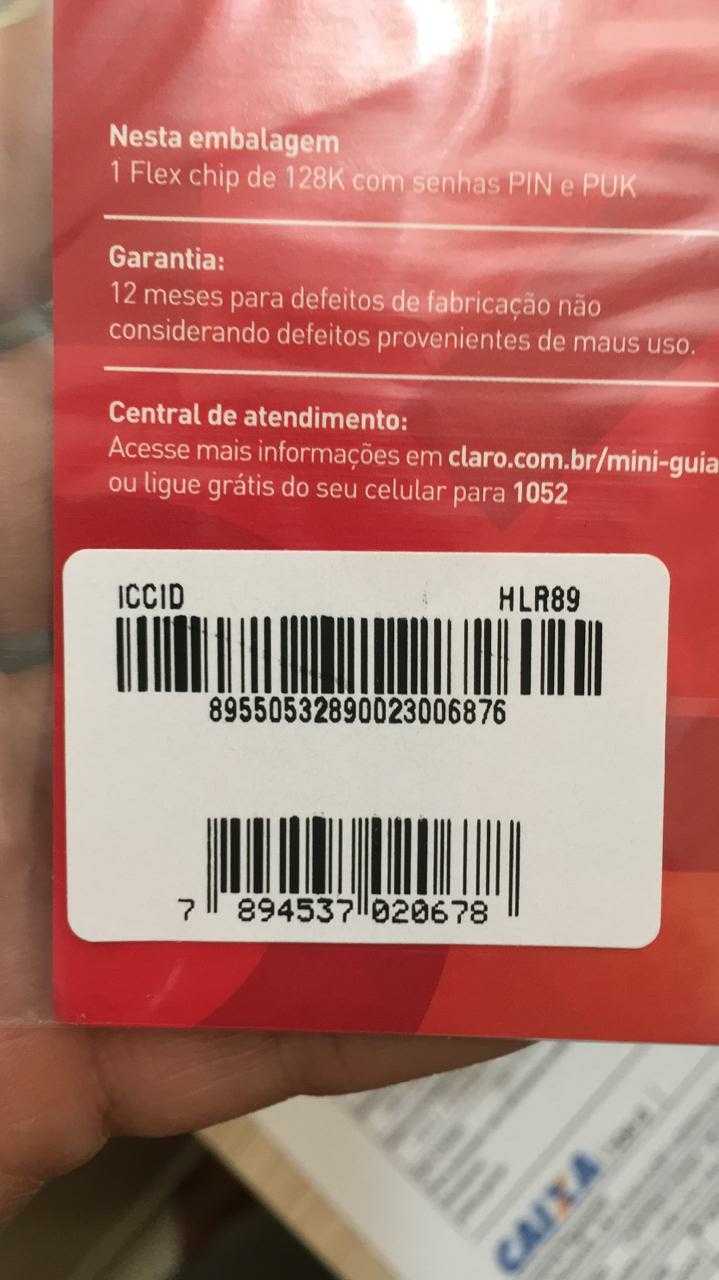 Nesta embalagem
1 Flex chip de 128K com senhas PIN e PUK
Garantia:
12 meses para defeitos de fabricação não
considerando defeitos provenientes de maus uso.
Central de atendimento:
Acesse mais informações em claro.com.br/mini-guia
ou ligue grátis do seu celular para 1052
ICCID HLR89
89550532890023006876
7 894537 020678
CAIXA